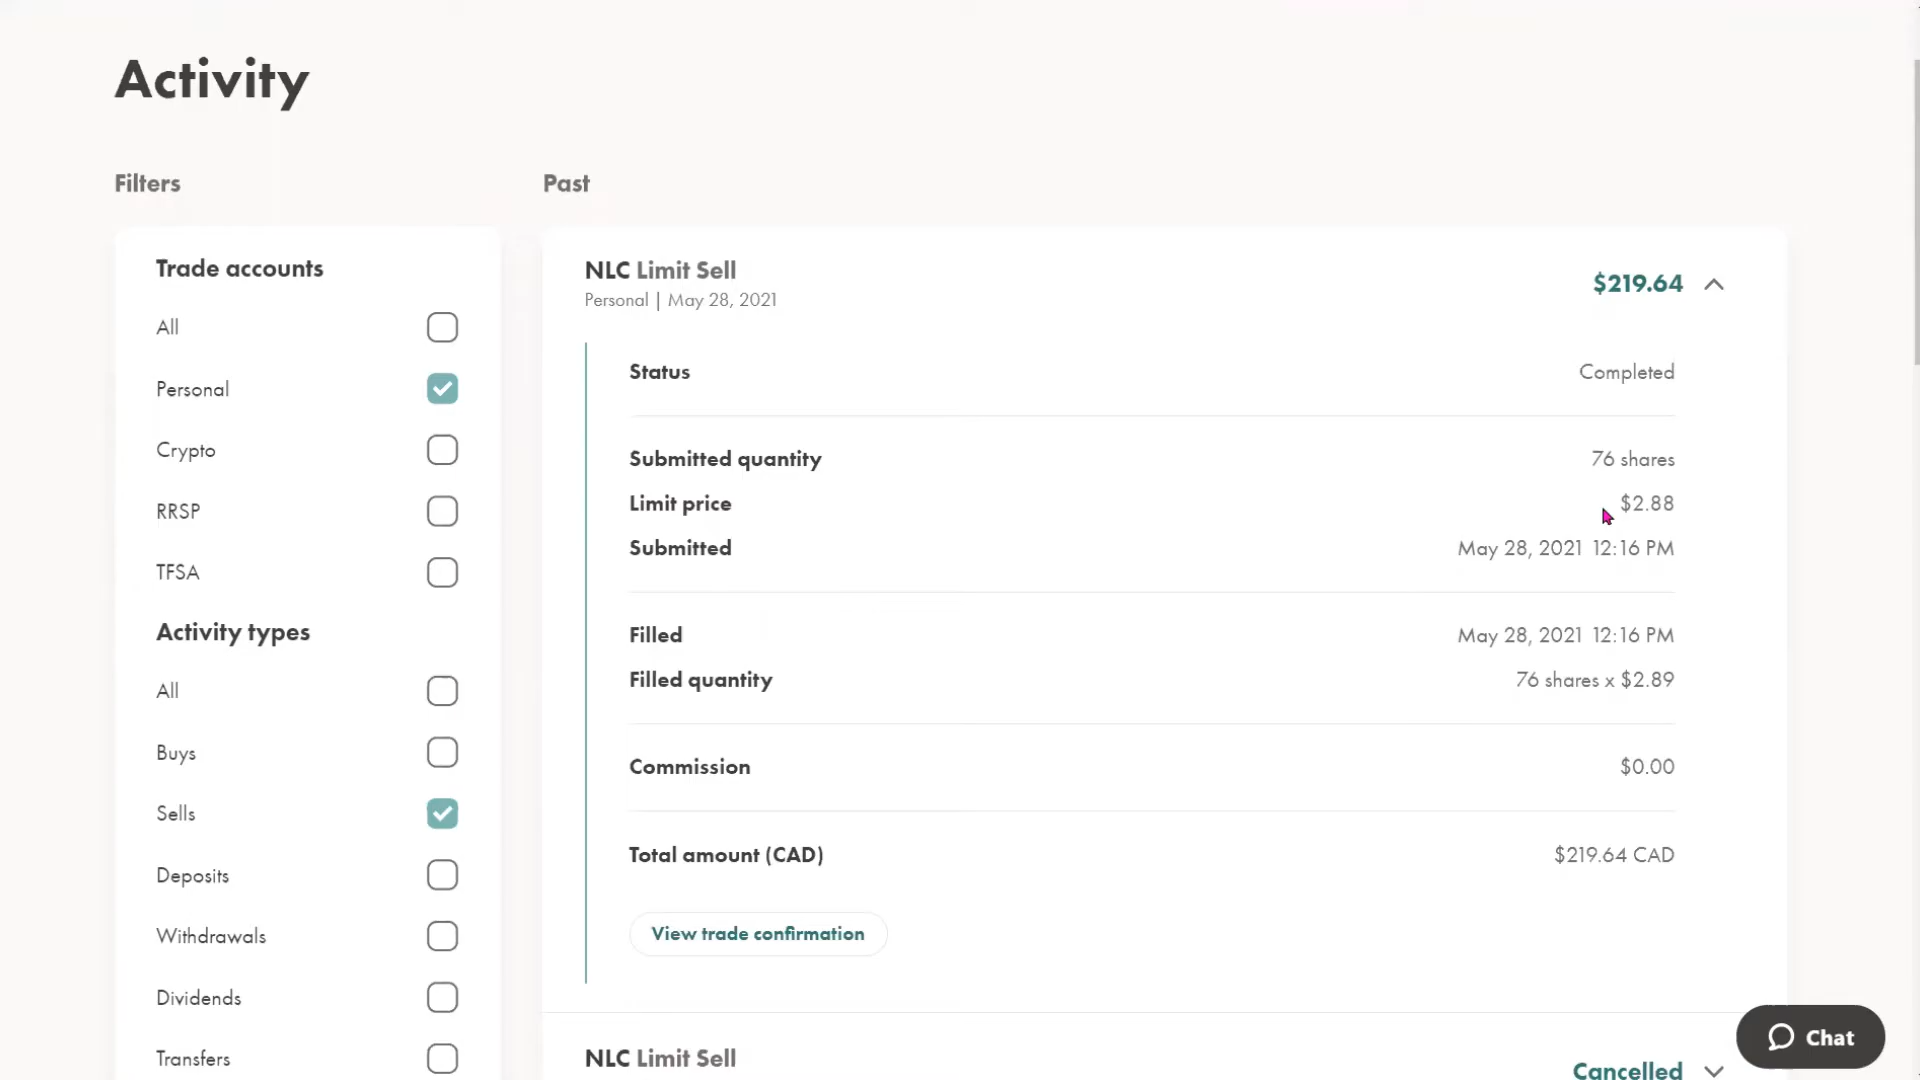 Activity
Filters
Past
Trade accounts
All
Personal
Crypto
RRSP
TFSA
Activity types
All
Buys
Sells
Deposits
Withdrawals
Dividends
Transfers
NLC Limit Sell
$219.64
Personal | May 28, 2021
Status Completed
Submitted quantity 76 shares
Limit price $2.88
Submitted May 28, 2021 12:16 PM
Filled May 28, 2021 12:16 PM
Filled quantity 76 shares x $2.89
Commission $0.00
Total amount (CAD) $219.64 CAD
View trade confirmation
NLC Limit Sell
Cancelled
Chat